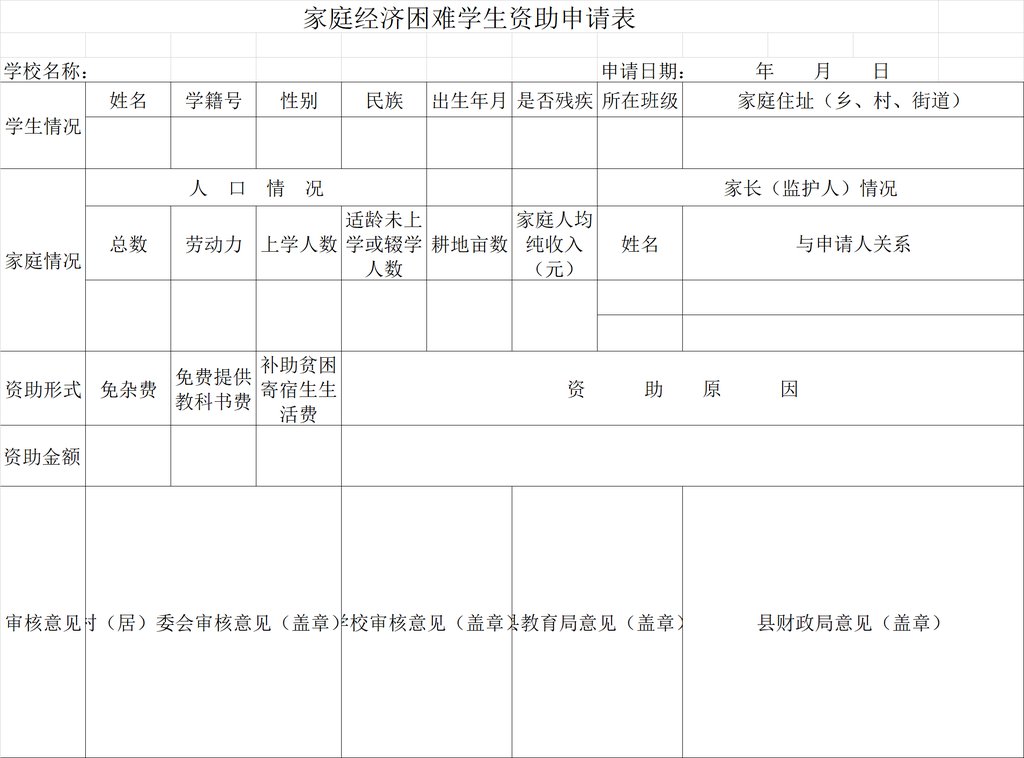 家庭经济困难学生资助申请表
学校名称： 申请日期： 年 月 日
学生情况 姓名 学籍号 性别 民族 出生年月 是否残疾 所在班级 家庭住址（乡、村、街道）
家庭情况 人 口 情 况 家长（监护人）情况
总数 劳动力 上学人数 适龄未上学或辍学人数 耕地亩数 家庭人均纯收入（元） 姓名 与申请人关系
资助形式 免杂费 免费提供教科书费 补助贫困寄宿生生活费 资 助 原 因
资助金额
审核意见 村（居）委会审核意见（盖章） 学校审核意见（盖章） 县教育局意见（盖章） 县财政局意见（盖章）